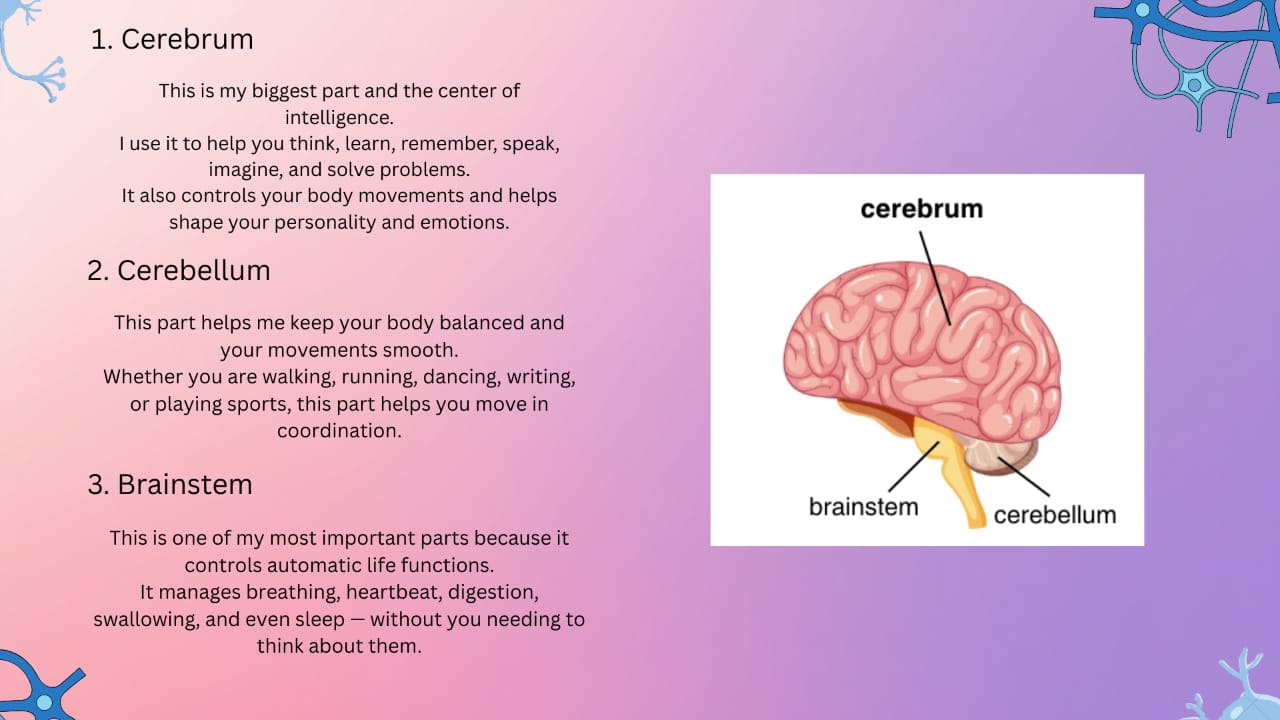 1. Cerebrum
This is my biggest part and the center of
intelligence.
I use it to help you think, learn, remember, speak,
imagine, and solve problems.
It also controls your body movements and helps
shape your personality and emotions.
2. Cerebellum
This part helps me keep your body balanced and
your movements smooth.
Whether you are walking, running, dancing, writing,
or playing sports, this part helps you move in
coordination.
3. Brainstem
This is one of my most important parts because it
controls automatic life functions.
It manages breathing, heartbeat, digestion,
swallowing, and even sleep — without you needing to
think about them.
cerebrum
brainstem
cerebellum